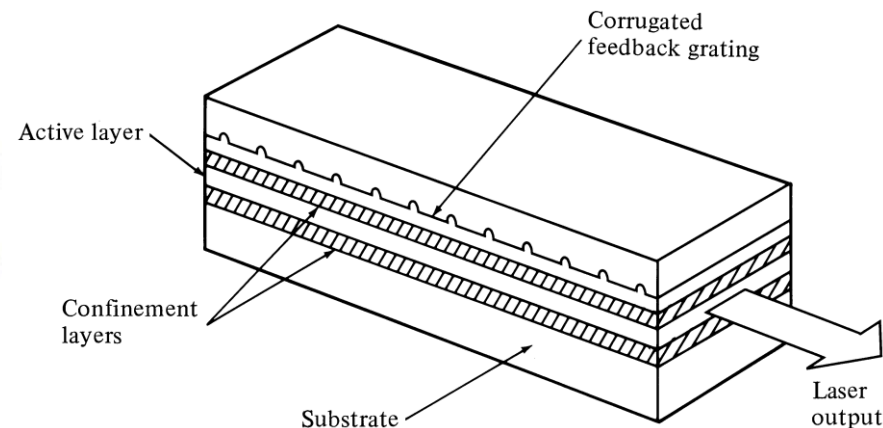 Corrugated
feedback grating
Active layer
Confinement
layers
Substrate
Laser
output